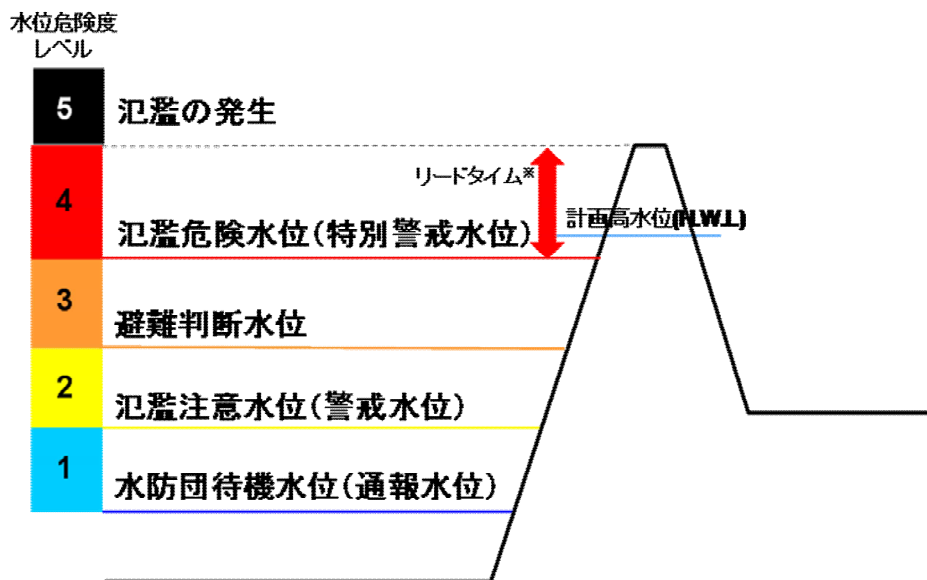 水位危険度
レベル
5 氾濫の発生
リードタイム※
4
計画高水位(H.W.L)
氾濫危険水位(特別警戒水位)
3
避難判断水位
2
氾濫注意水位(警戒水位)
1
水防団待機水位(通報水位)